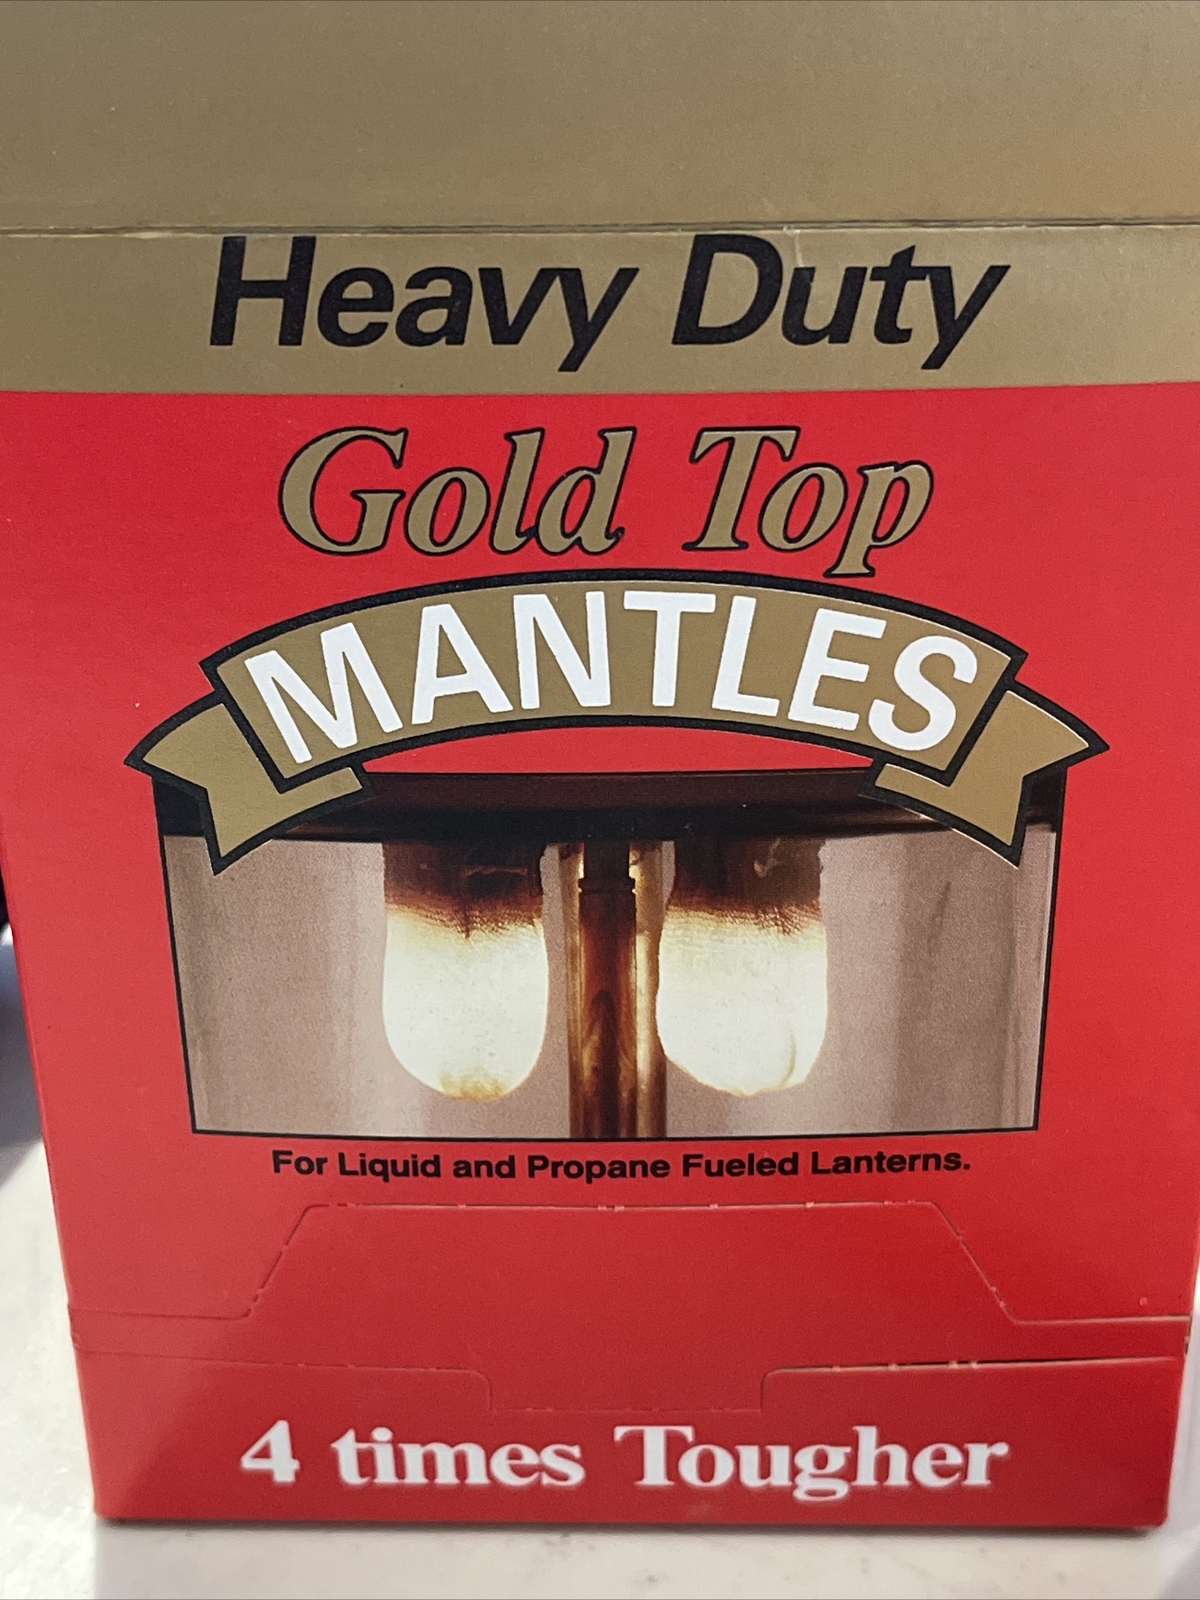 Heavy Duty
Gold Top
MANTLES
For Liquid and Propane Fueled Lanterns.
4 times Tougher